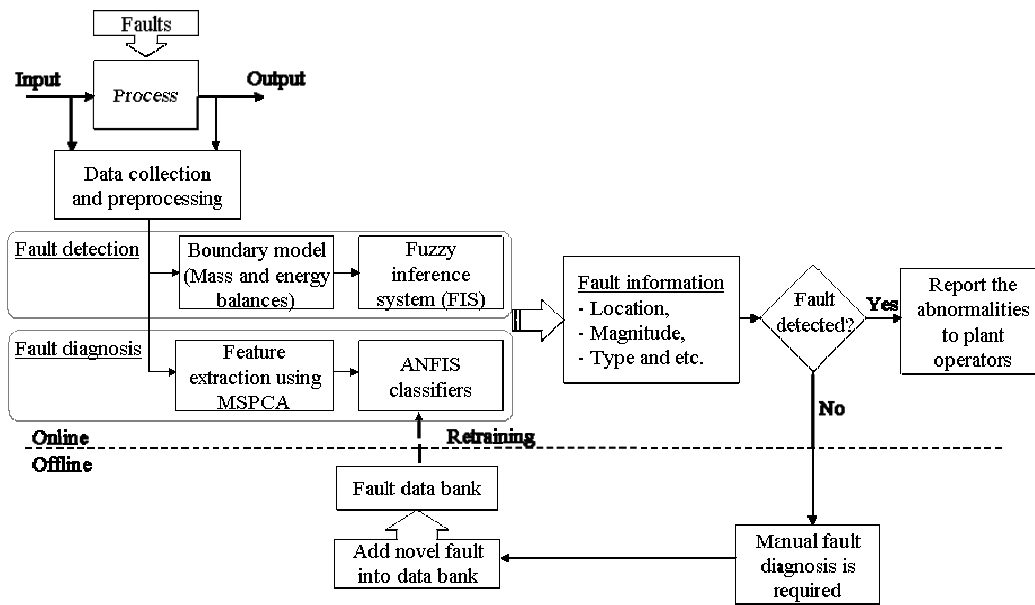 Faults
Input
Process
Output
Data collection
and preprocessing
Fault detection
Boundary model
(Mass and energy
balances)
Fuzzy
inference
system (FIS)
Fault diagnosis
Feature
extraction using
MSPCA
ANFIS
classifiers
Fault information
- Location,
- Magnitude,
- Type and etc.
Fault
detected?
Yes
Report the
abnormalities
to plant
operators
No
Online
Retraining
Offline
Fault data bank
Add novel fault
into data bank
Manual fault
diagnosis is
required